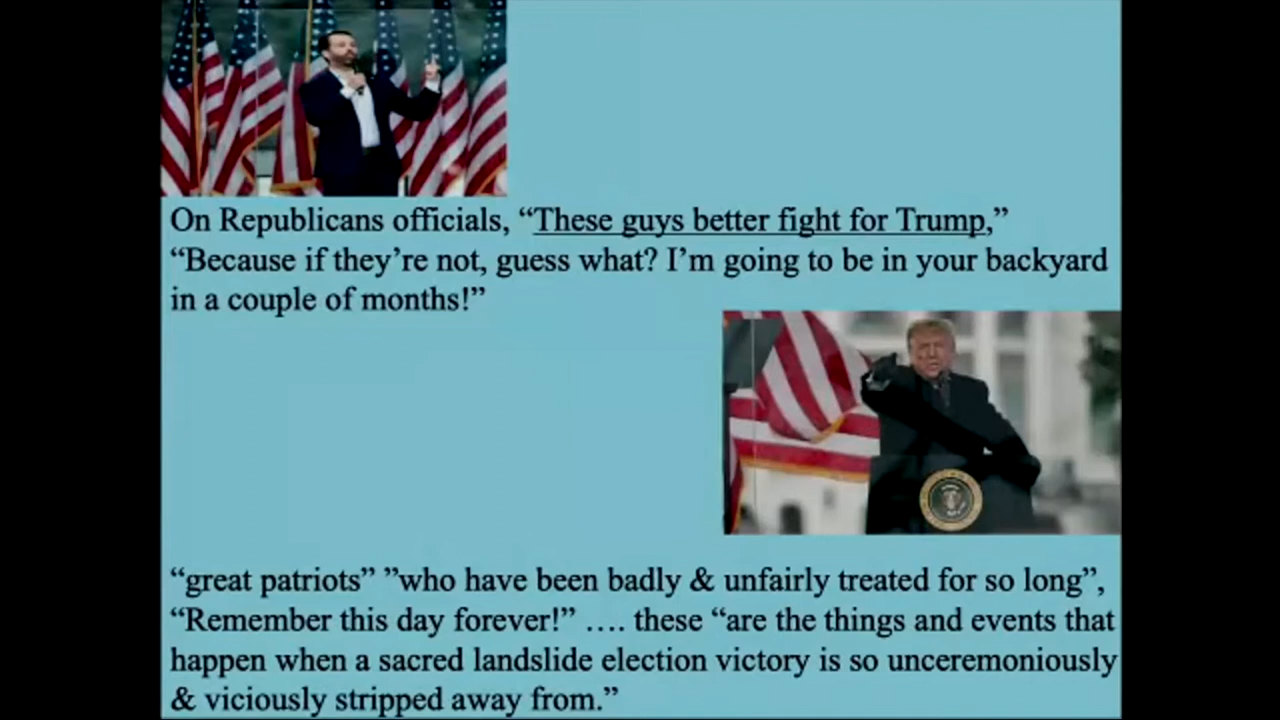 On Republicans officials, “These guys better fight for Trump,”
“Because if they’re not, guess what? I’m going to be in your backyard
in a couple of months!”
“great patriots” ”who have been badly & unfairly treated for so long”,
“Remember this day forever!” …. these “are the things and events that
happen when a sacred landslide election victory is so unceremoniously
& viciously stripped away from.”